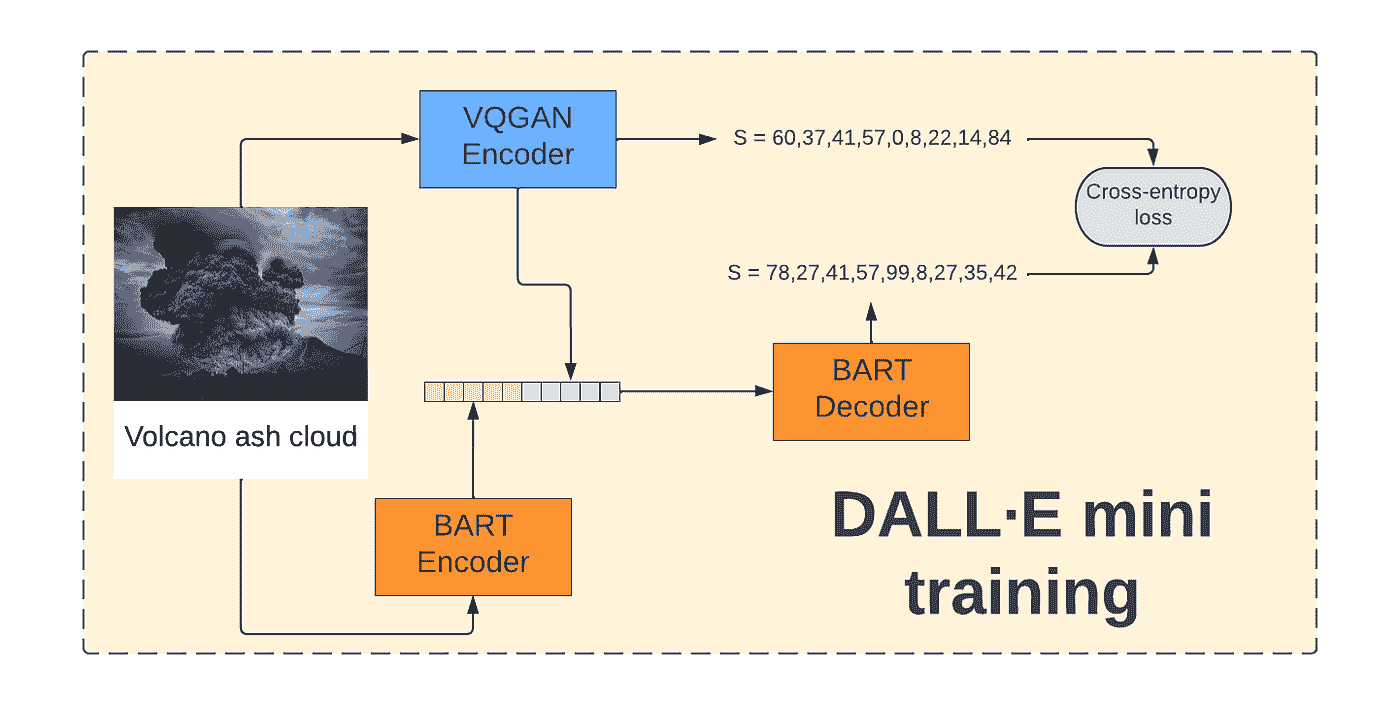 VQGAN
Encoder
S = 60,37,41,57,0,8,22,14,84
Cross-entropy
loss
S = 78,27,41,57,99,8,27,35,42
BART
Decoder
Volcano ash cloud
BART
Encoder
DALL·E mini
training